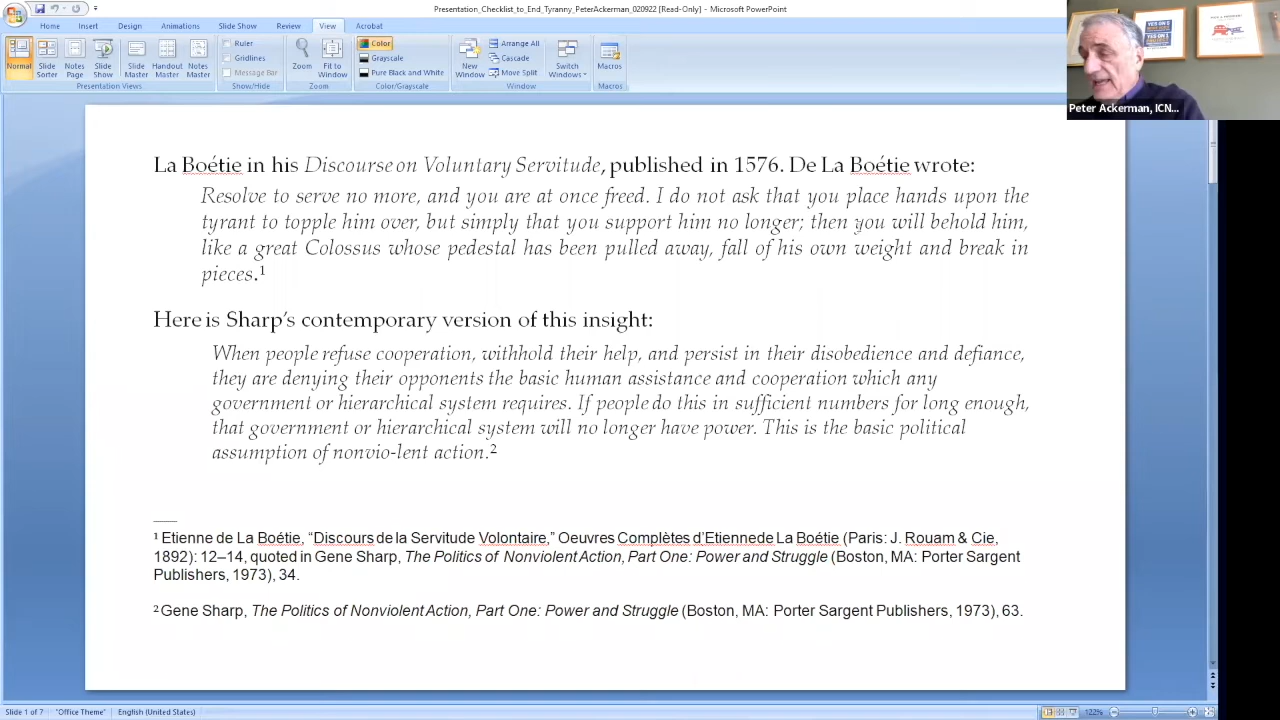 Presentation_Checklist_to_End_Tyranny_PeterAckerman_020922 [Read-Only] - Microsoft PowerPoint
Home Insert Design Animations Slide Show Review View Acrobat
Normal
Slide Sorter
Notes Page
Slide Show
Slide Master
Handout Master
Notes Master
Presentation Views
Ruler
Gridlines
Message Bar
Show/Hide
Zoom
Fit to Window
Zoom
Color
Grayscale
Pure Black and White
Color/Grayscale
New Window
Arrange All
Cascade
Move Split
Switch Windows
Window
Macros
Macros
YES ON
YES ON
Peter Ackerman, ICN...
La Boétie in his Discourse on Voluntary Servitude, published in 1576. De La Boétie wrote:
Resolve to serve no more, and you are at once freed. I do not ask that you place hands upon the
tyrant to topple him over, but simply that you support him no longer; then you will behold him,
like a great Colossus whose pedestal has been pulled away, fall of his own weight and break in
pieces.¹
Here is Sharp's contemporary version of this insight:
When people refuse cooperation, withhold their help, and persist in their disobedience and defiance,
they are denying their opponents the basic human assistance and cooperation which any
government or hierarchical system requires. If people do this in sufficient numbers for long enough,
that government or hierarchical system will no longer have power. This is the basic political
assumption of nonvio-lent action.²
¹ Etienne de La Boétie, “Discours de la Servitude Volontaire,” Oeuvres Complètes d’Etiennede La Boétie (Paris: J. Rouam & Cie,
1892): 12–14, quoted in Gene Sharp, The Politics of Nonviolent Action, Part One: Power and Struggle (Boston, MA: Porter Sargent
Publishers, 1973), 34.
² Gene Sharp, The Politics of Nonviolent Action, Part One: Power and Struggle (Boston, MA: Porter Sargent Publishers, 1973), 63.
Slide 1 of 7 "Office Theme" English (United States) 122%